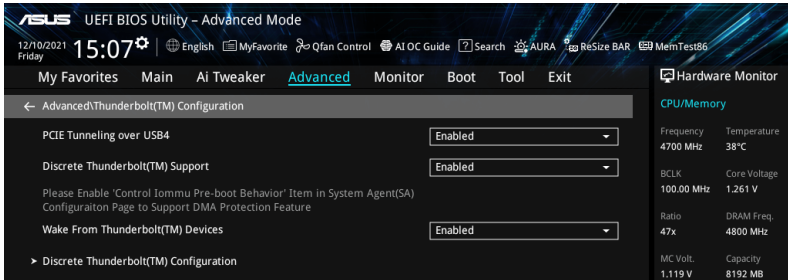 ASUS UEFI BIOS Utility – Advanced Mode
12/10/2021 Friday 15:07 English MyFavorite Qfan Control AI OC Guide ? Search AURA ReSize BAR MemTest86
My Favorites Main Ai Tweaker Advanced Monitor Boot Tool Exit
← Advanced\Thunderbolt(TM) Configuration
PCIE Tunneling over USB4 Enabled
Discrete Thunderbolt(TM) Support Enabled
Please Enable 'Control Iommu Pre-boot Behavior' Item in System Agent(SA)
Configuraiton Page to Support DMA Protection Feature
Wake From Thunderbolt(TM) Devices Enabled
> Discrete Thunderbolt(TM) Configuration
Hardware Monitor
CPU/Memory
Frequency Temperature
4700 MHz 38°C
BCLK Core Voltage
100.00 MHz 1.261 V
Ratio DRAM Freq.
47x 4800 MHz
MC Volt. Capacity
1.119 V 8192 MB